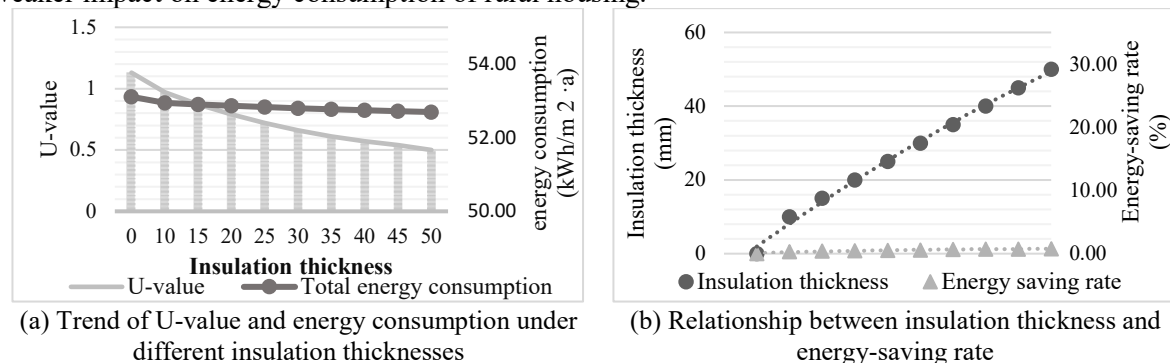 weaker impact on energy consumption of rural housing.
1.5
1
0.5
0
U-value
54.00
52.00
50.00
energy consumption
(kWh/m 2 ·a)
0 10 15 20 25 30 35 40 45 50
Insulation thickness
U-value Total energy consumption
60
40
20
0
Insulation thickness
(mm)
30.00
20.00
10.00
0.00
Energy-saving rate
(%)
Insulation thickness Energy saving rate
(a) Trend of U-value and energy consumption under
different insulation thicknesses
(b) Relationship between insulation thickness and
energy-saving rate